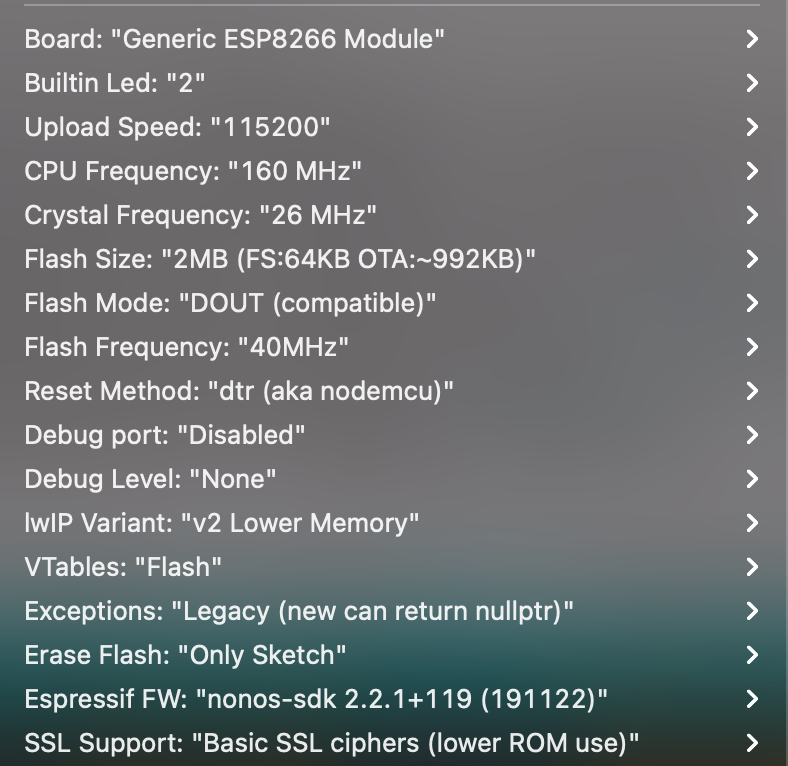 Board: "Generic ESP8266 Module"
Builtin Led: "2"
Upload Speed: "115200"
CPU Frequency: "160 MHz"
Crystal Frequency: "26 MHz"
Flash Size: "2MB (FS:64KB OTA:~992KB)"
Flash Mode: "DOUT (compatible)"
Flash Frequency: "40MHz"
Reset Method: "dtr (aka nodemcu)"
Debug port: "Disabled"
Debug Level: "None"
lwIP Variant: "v2 Lower Memory"
VTables: "Flash"
Exceptions: "Legacy (new can return nullptr)"
Erase Flash: "Only Sketch"
Espressif FW: "nonos-sdk 2.2.1+119 (191122)"
SSL Support: "Basic SSL ciphers (lower ROM use)"